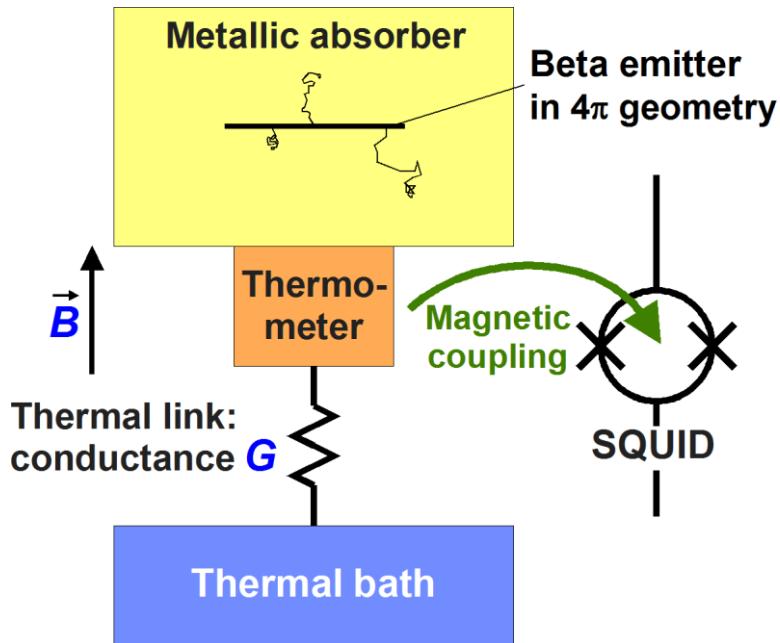 Metallic absorber
Beta emitter
in 4π geometry
Thermo-
meter
B
Magnetic
coupling
Thermal link:
conductance G
SQUID
Thermal bath